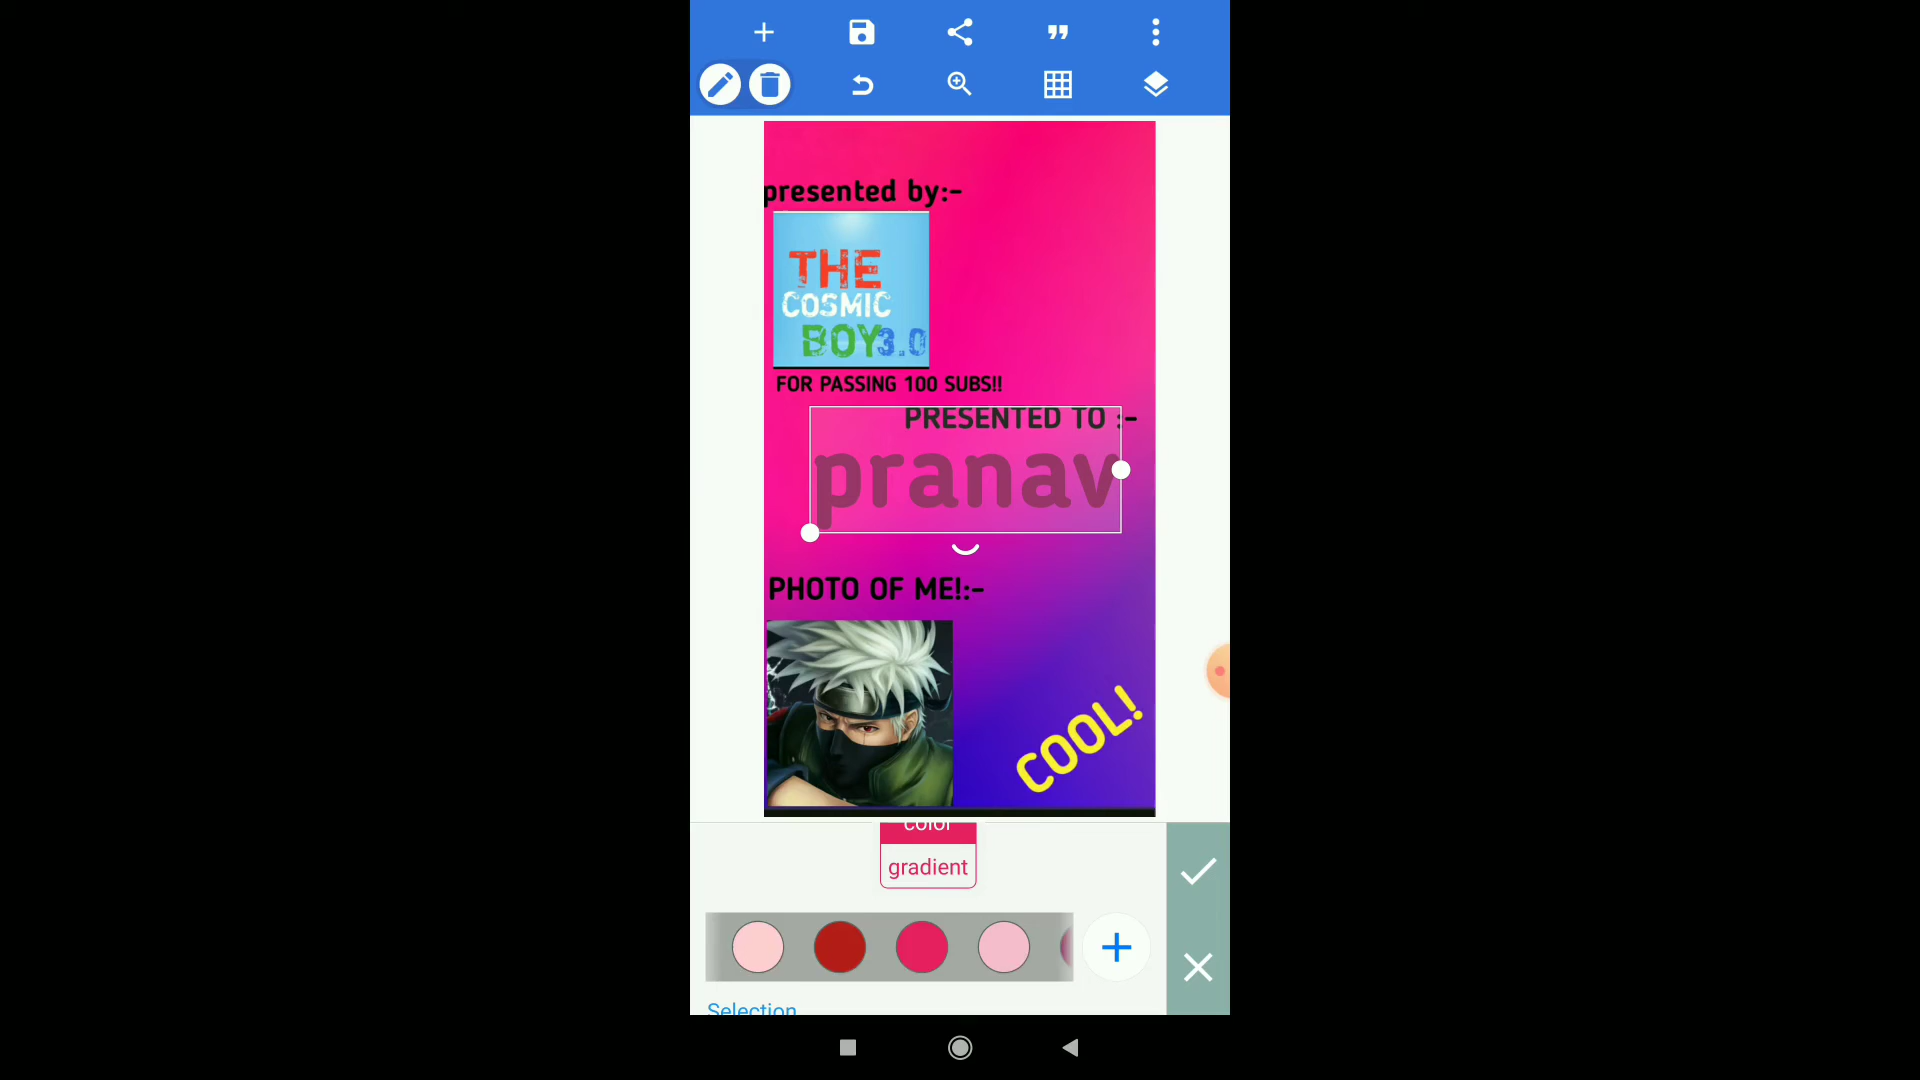 presented by:-
THE
COSMIC
BOY3.0
FOR PASSING 100 SUBS!!
PRESENTED TO :-
pranav
PHOTO OF ME!:-
COOL!
color
gradient
Selection